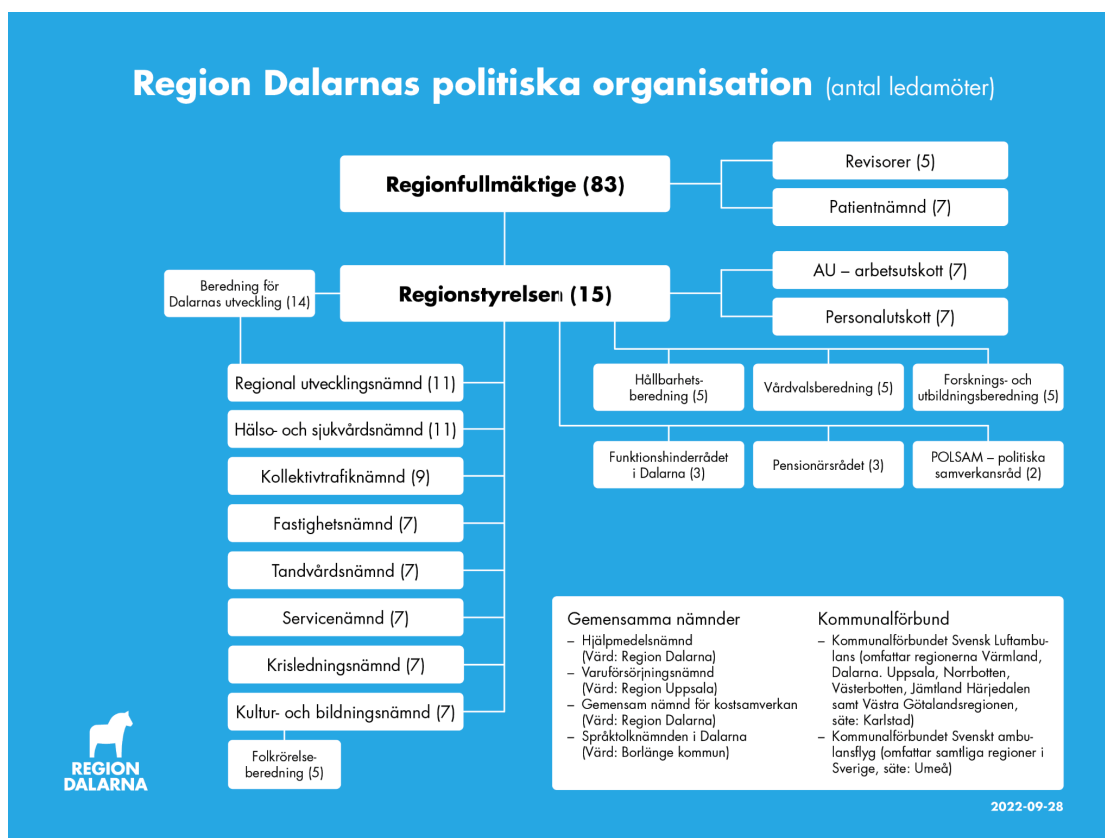 Region Dalarnas politiska organisation (antal ledamöter)
Regionfullmäktige (83)
Revisorer (5)
Patientnämnd (7)
Regionstyrelsen (15)
AU – arbetsutskott (7)
Personalutskott (7)
Beredning för
Dalarnas utveckling (14)
Regional utvecklingsnämnd (11)
Hälso- och sjukvårdsnämnd (11)
Kollektivtrafiknämnd (9)
Fastighetsnämnd (7)
Tandvårdsnämnd (7)
Servicenämnd (7)
Krisledningsnämnd (7)
Kultur- och bildningsnämnd (7)
Folkrörelse-
beredning (5)
Hållbarhets-
beredning (5)
Vårdvalsberedning (5)
Forsknings- och
utbildningsberedning (5)
Funktionshinderrådet
i Dalarna (3)
Pensionärsrådet (3)
POLSAM – politiska
samverkansråd (2)
Gemensamma nämnder
– Hjälpmedelsnämnd
(Värd: Region Dalarna)
– Varuförsörjningsnämnd
(Värd: Region Uppsala)
– Gemensam nämnd för kostsamverkan
(Värd: Region Dalarna)
– Språktolknämnden i Dalarna
(Värd: Borlänge kommun)
Kommunalförbund
– Kommunalförbundet Svensk Luftambu-
lans (omfattar regionerna Värmland,
Dalarna. Uppsala, Norrbotten,
Västerbotten, Jämtland Härjedalen
samt Västra Götalandsregionen,
säte: Karlstad)
– Kommunalförbundet Svenskt ambu-
lansflyg (omfattar samtliga regioner i
Sverige, säte: Umeå)
REGION
DALARNA
2022-09-28